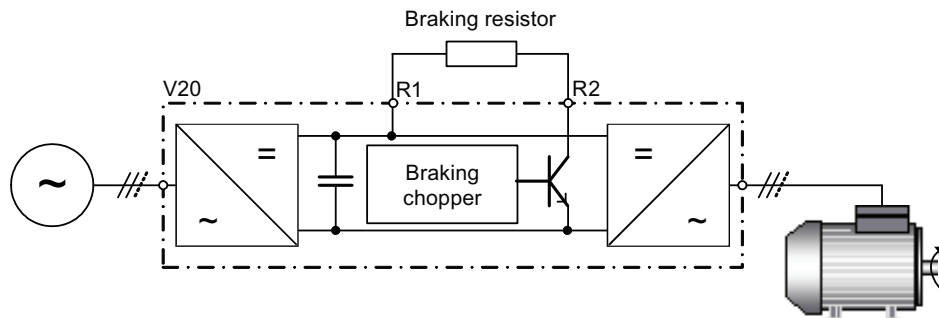 Braking resistor
V20
R1
R2
=
=
~
Braking
chopper
~
~